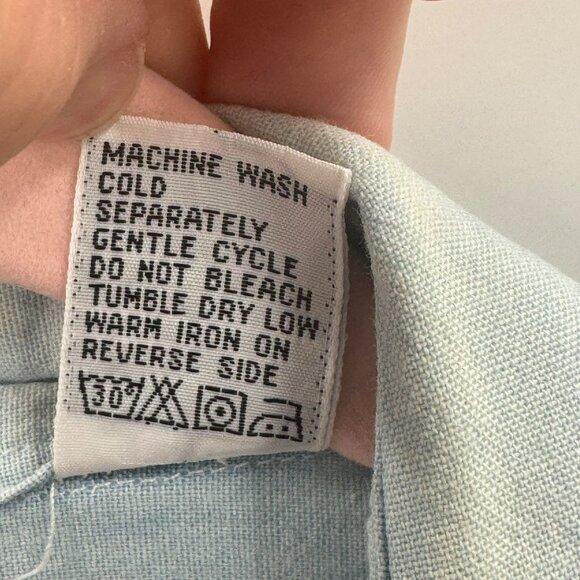 MACHINE WASH
COLD
SEPARATELY
GENTLE CYCLE
DO NOT BLEACH
TUMBLE DRY LOW
WARM IRON ON
REVERSE SIDE
30°